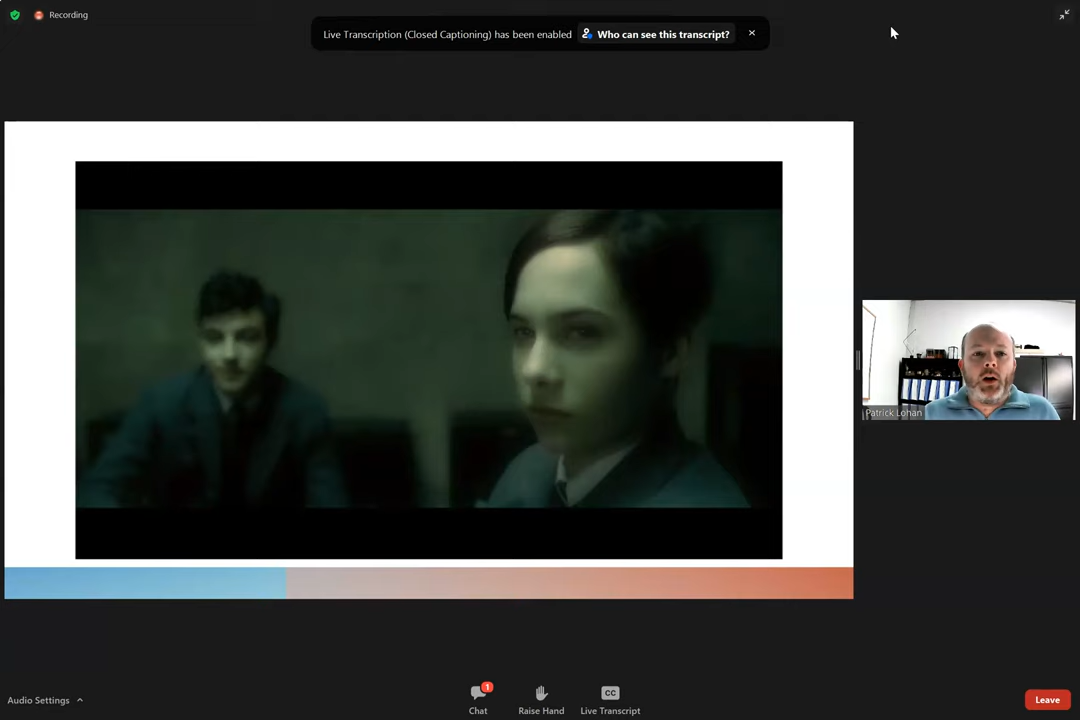 Recording
Live Transcription (Closed Captioning) has been enabled
Who can see this transcript?
Patrick Lohan
Audio Settings
1
Chat
Raise Hand
CC
Live Transcript
Leave